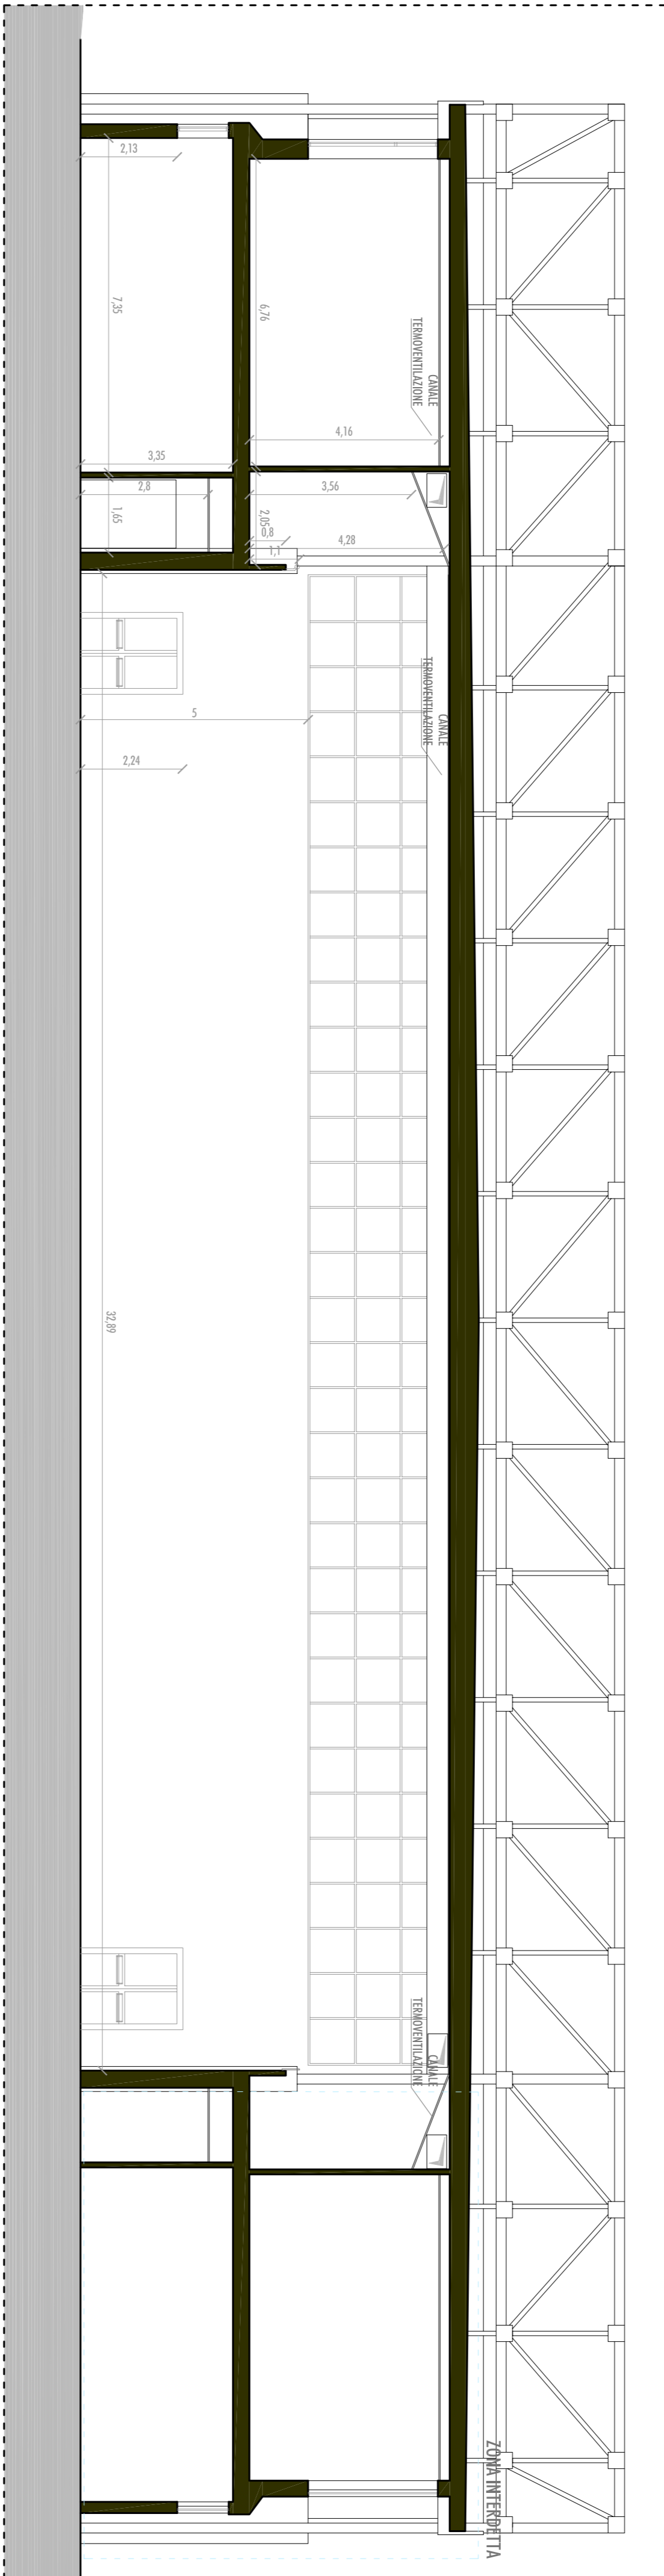 2,13
7,35
6,76
CANALE
TERMOVENTILAZIONE
4,16
3,35
2,8
1,65
3,56
2,05
0,8
4,28
1,1
CANALE
TERMOVENTILAZIONE
5
2,24
32,89
CANALE
TERMOVENTILAZIONE
ZONA INTERDETTA